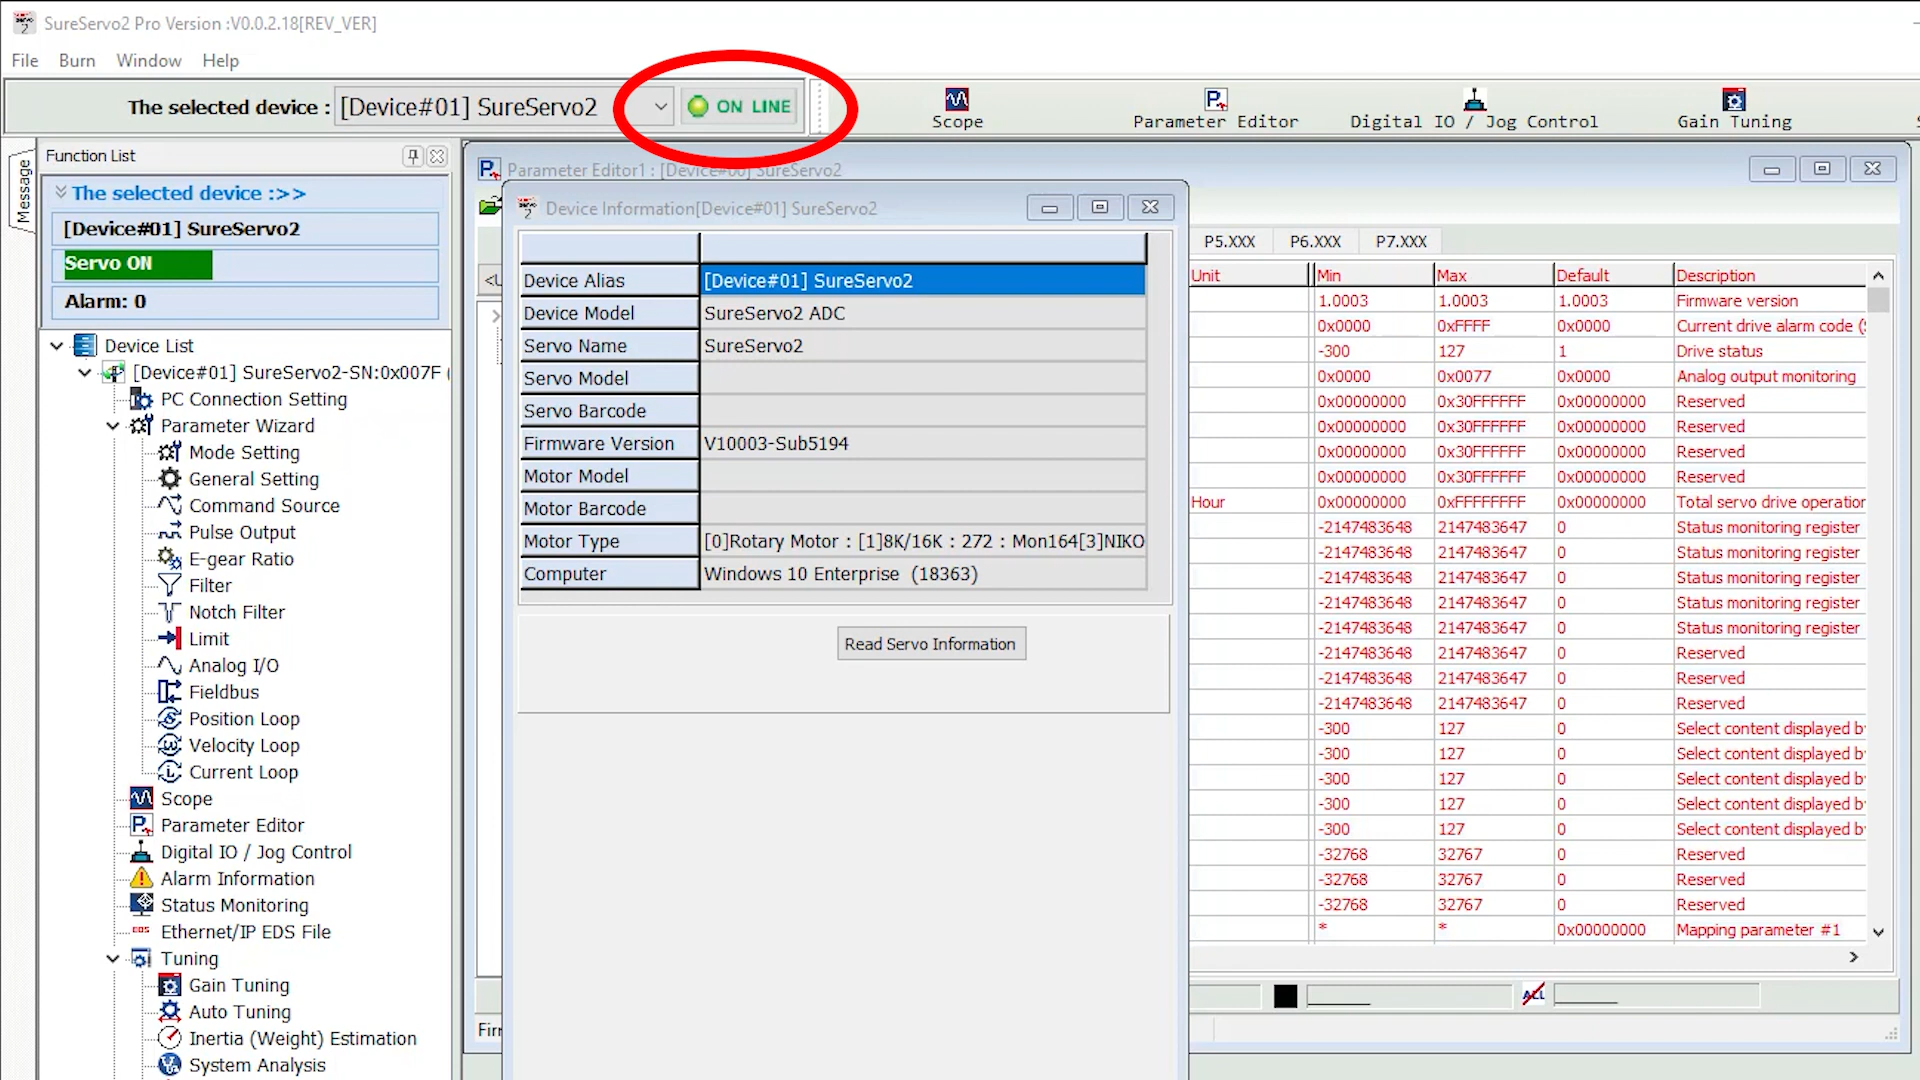 SureServo2 Pro Version :V0.0.2.18[REV_VER]
File Burn Window Help
The selected device : [Device#01] SureServo2 ON LINE
Scope Parameter Editor Digital IO / Jog Control Gain Tuning
Message
Function List
The selected device :>>
[Device#01] SureServo2
Servo ON
Alarm: 0
Device List
[Device#01] SureServo2-SN:0x007F (
PC Connection Setting
Parameter Wizard
Mode Setting
General Setting
Command Source
Pulse Output
E-gear Ratio
Filter
Notch Filter
Limit
Analog I/O
Fieldbus
Position Loop
Velocity Loop
Current Loop
Scope
Parameter Editor
Digital IO / Jog Control
Alarm Information
Status Monitoring
Ethernet/IP EDS File
Tuning
Gain Tuning
Auto Tuning
Inertia (Weight) Estimation
System Analysis
Parameter Editor1 : [Device#00] SureServo2
Device Information[Device#01] SureServo2
Device Alias [Device#01] SureServo2
Device Model SureServo2 ADC
Servo Name SureServo2
Servo Model
Servo Barcode
Firmware Version V10003-Sub5194
Motor Model
Motor Barcode
Motor Type [0]Rotary Motor : [1]8K/16K : 272 : Mon164[3]NIKO
Computer Windows 10 Enterprise (18363)
Read Servo Information
<U
P5.XXX P6.XXX P7.XXX
Unit Min Max Default Description
1.0003 1.0003 1.0003 Firmware version
0x0000 0xFFFF 0x0000 Current drive alarm code (
-300 127 1 Drive status
0x0000 0x0077 0x0000 Analog output monitoring
0x00000000 0x30FFFFFF 0x00000000 Reserved
0x00000000 0x30FFFFFF 0x00000000 Reserved
0x00000000 0x30FFFFFF 0x00000000 Reserved
0x00000000 0x30FFFFFF 0x00000000 Reserved
Hour 0x00000000 0xFFFFFFFF 0x00000000 Total servo drive operation
-2147483648 2147483647 0 Status monitoring register
-2147483648 2147483647 0 Status monitoring register
-2147483648 2147483647 0 Status monitoring register
-2147483648 2147483647 0 Status monitoring register
-2147483648 2147483647 0 Status monitoring register
-2147483648 2147483647 0 Reserved
-2147483648 2147483647 0 Reserved
-2147483648 2147483647 0 Reserved
-300 127 0 Select content displayed b
-300 127 0 Select content displayed b
-300 127 0 Select content displayed b
-300 127 0 Select content displayed b
-300 127 0 Select content displayed b
-32768 32767 0 Reserved
-32768 32767 0 Reserved
-32768 32767 0 Reserved
* * 0x00000000 Mapping parameter #1
ALL
Firr